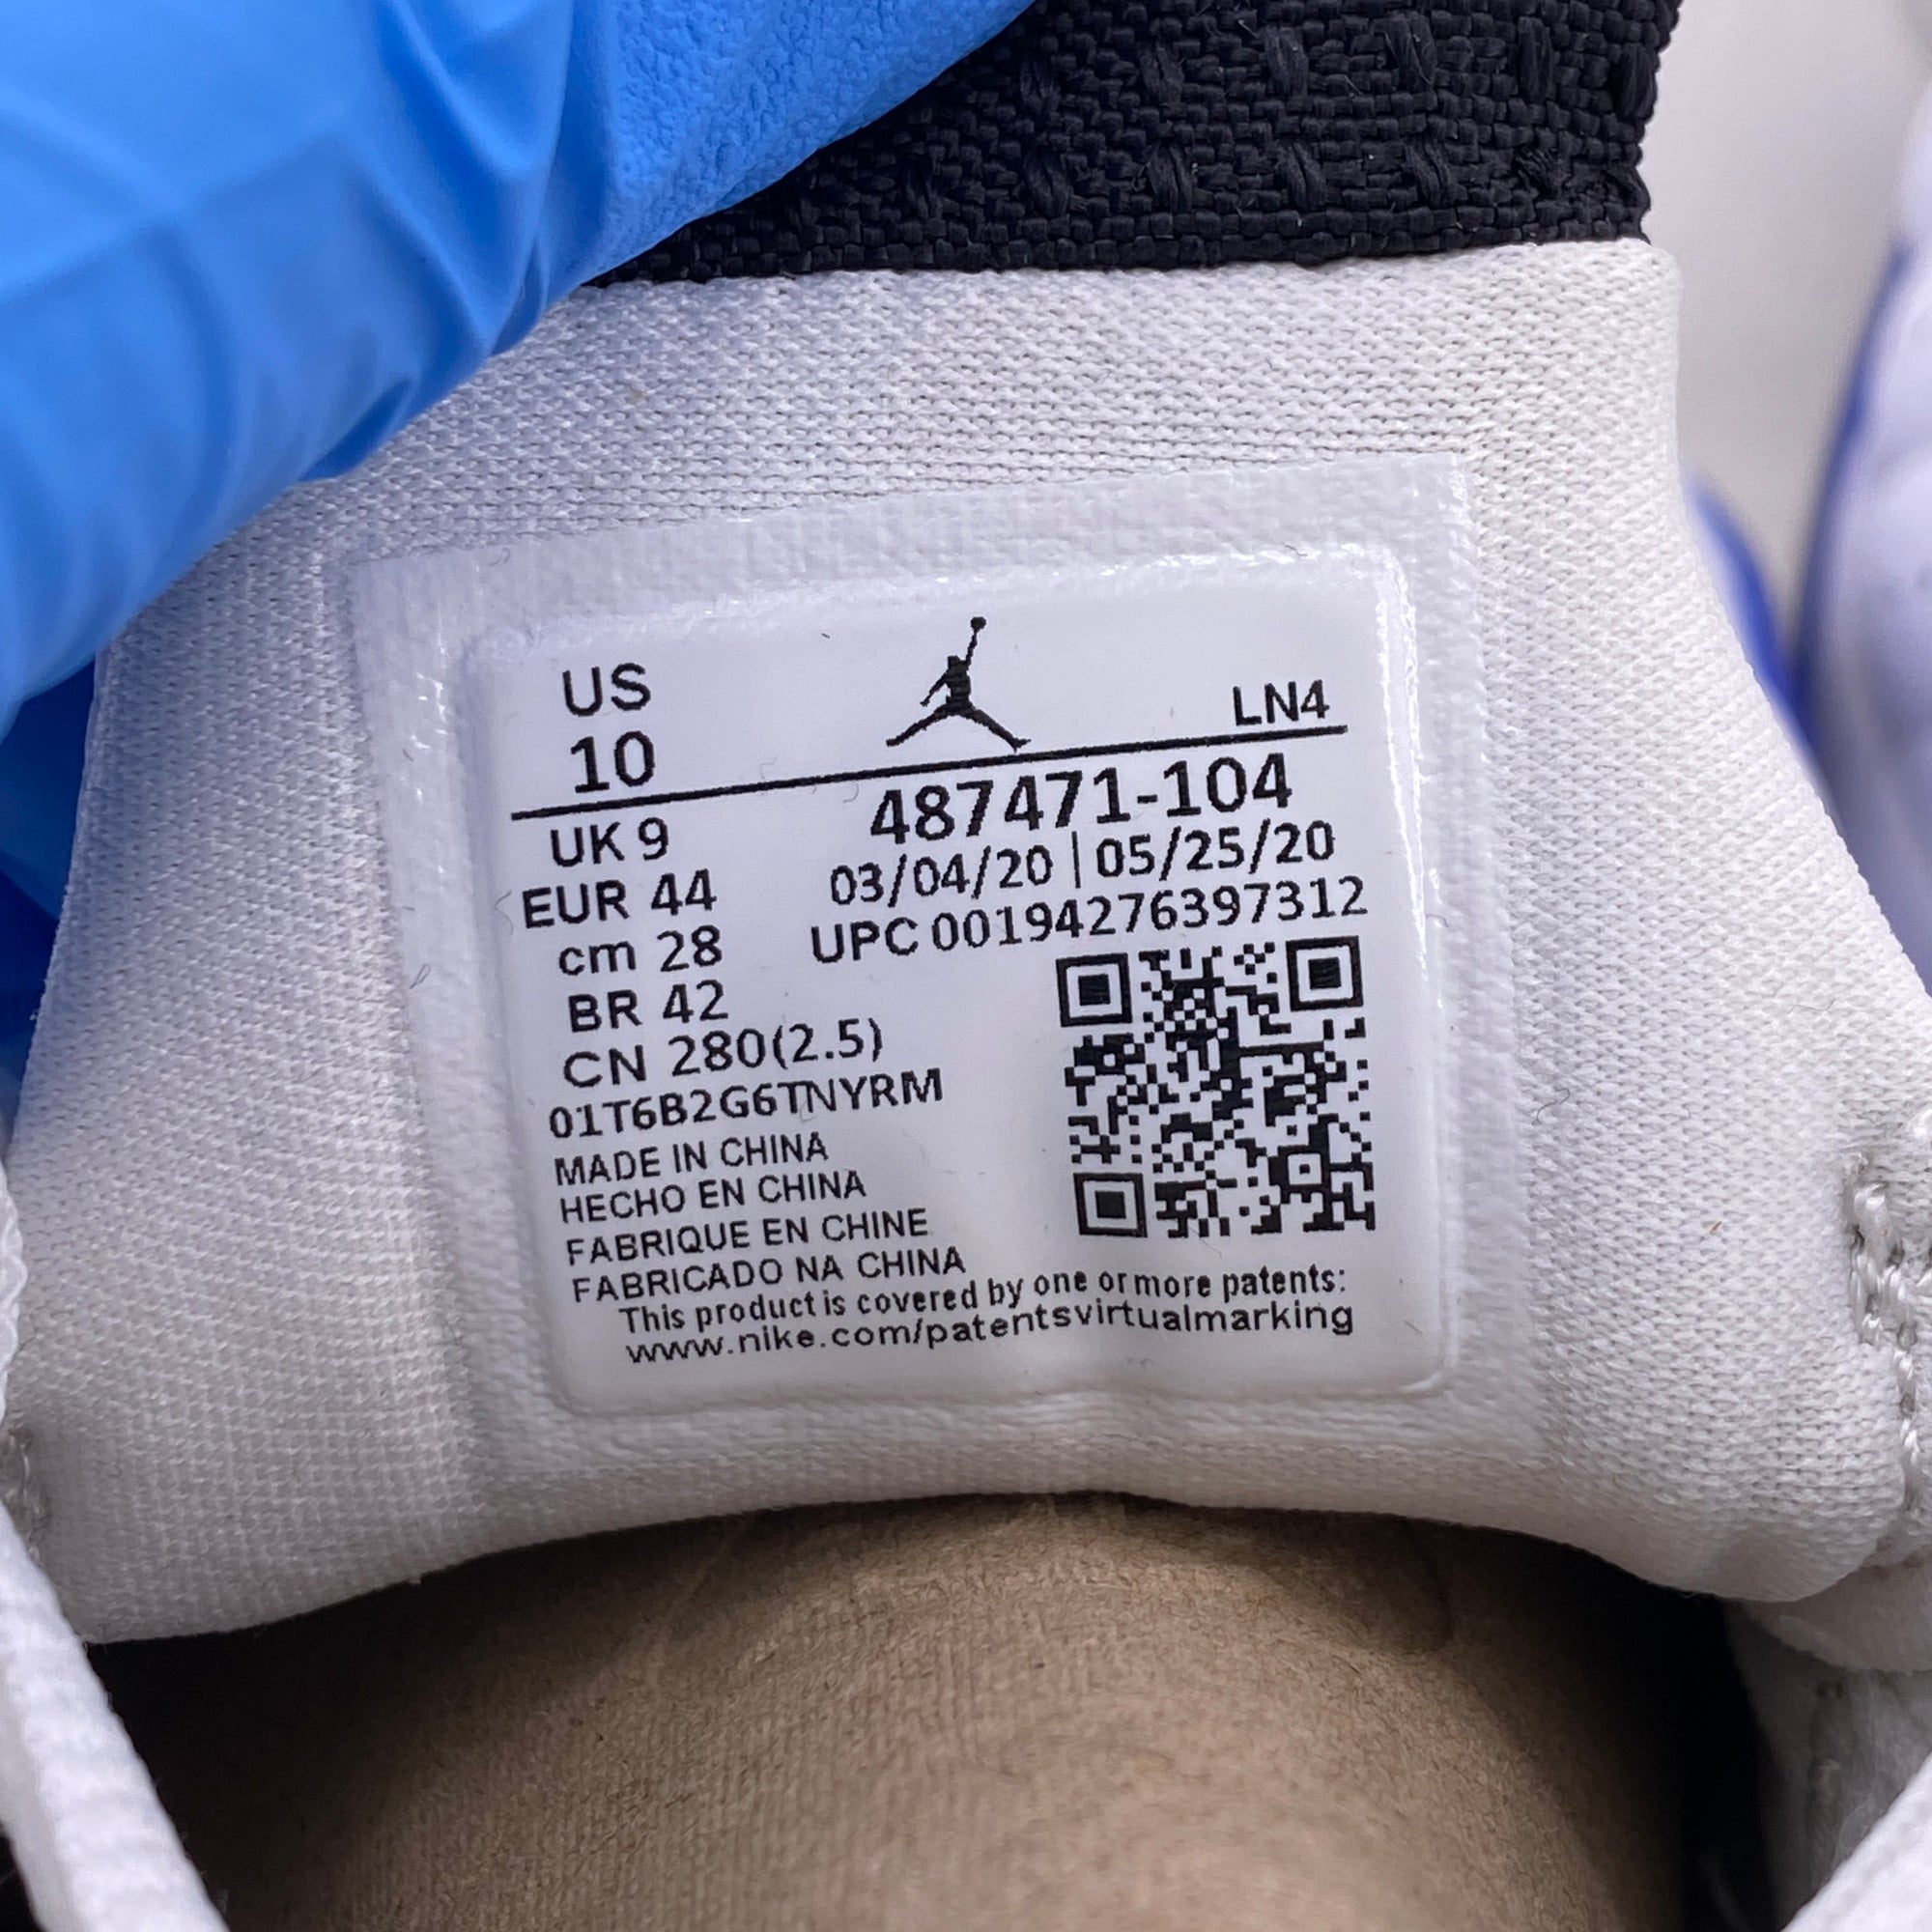 US
10
LN4
UK 9
487471-104
EUR 44
03/04/20 | 05/25/20
cm 28
UPC 00194276397312
BR 42
CN 280(2.5)
01T6B2G6TNYRM
MADE IN CHINA
HECHO EN CHINA
FABRIQUE EN CHINE
FABRICADO NA CHINA
This product is covered by one or more patents:
www.nike.com/patentsvirtualmarking